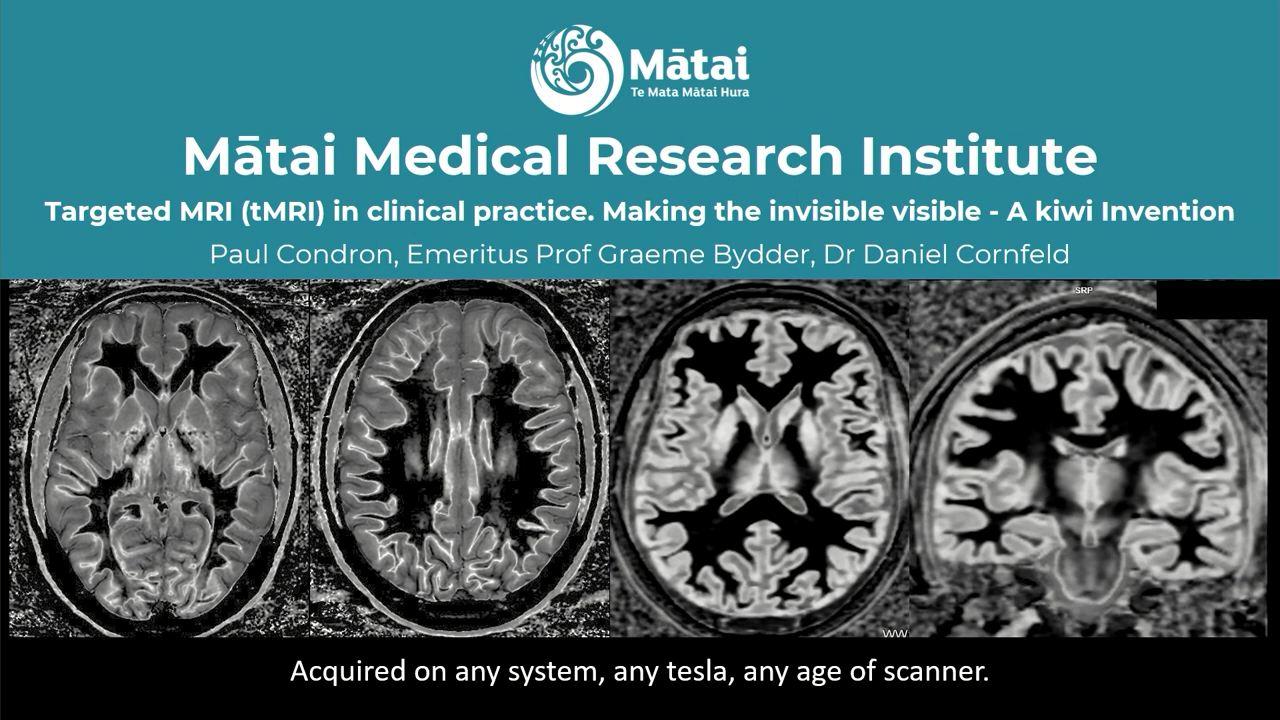 Mātai
Te Mata Mātai Hura
Mātai Medical Research Institute
Targeted MRI (tMRI) in clinical practice. Making the invisible visible - A kiwi Invention
Paul Condron, Emeritus Prof Graeme Bydder, Dr Daniel Cornfeld
SRP
WW
Acquired on any system, any tesla, any age of scanner.